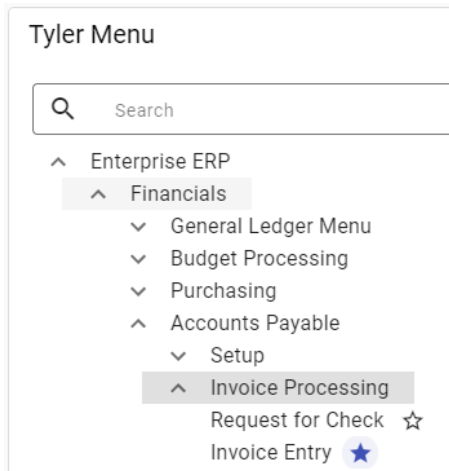 Tyler Menu
Search
Enterprise ERP
Financials
General Ledger Menu
Budget Processing
Purchasing
Accounts Payable
Setup
Invoice Processing
Request for Check
Invoice Entry